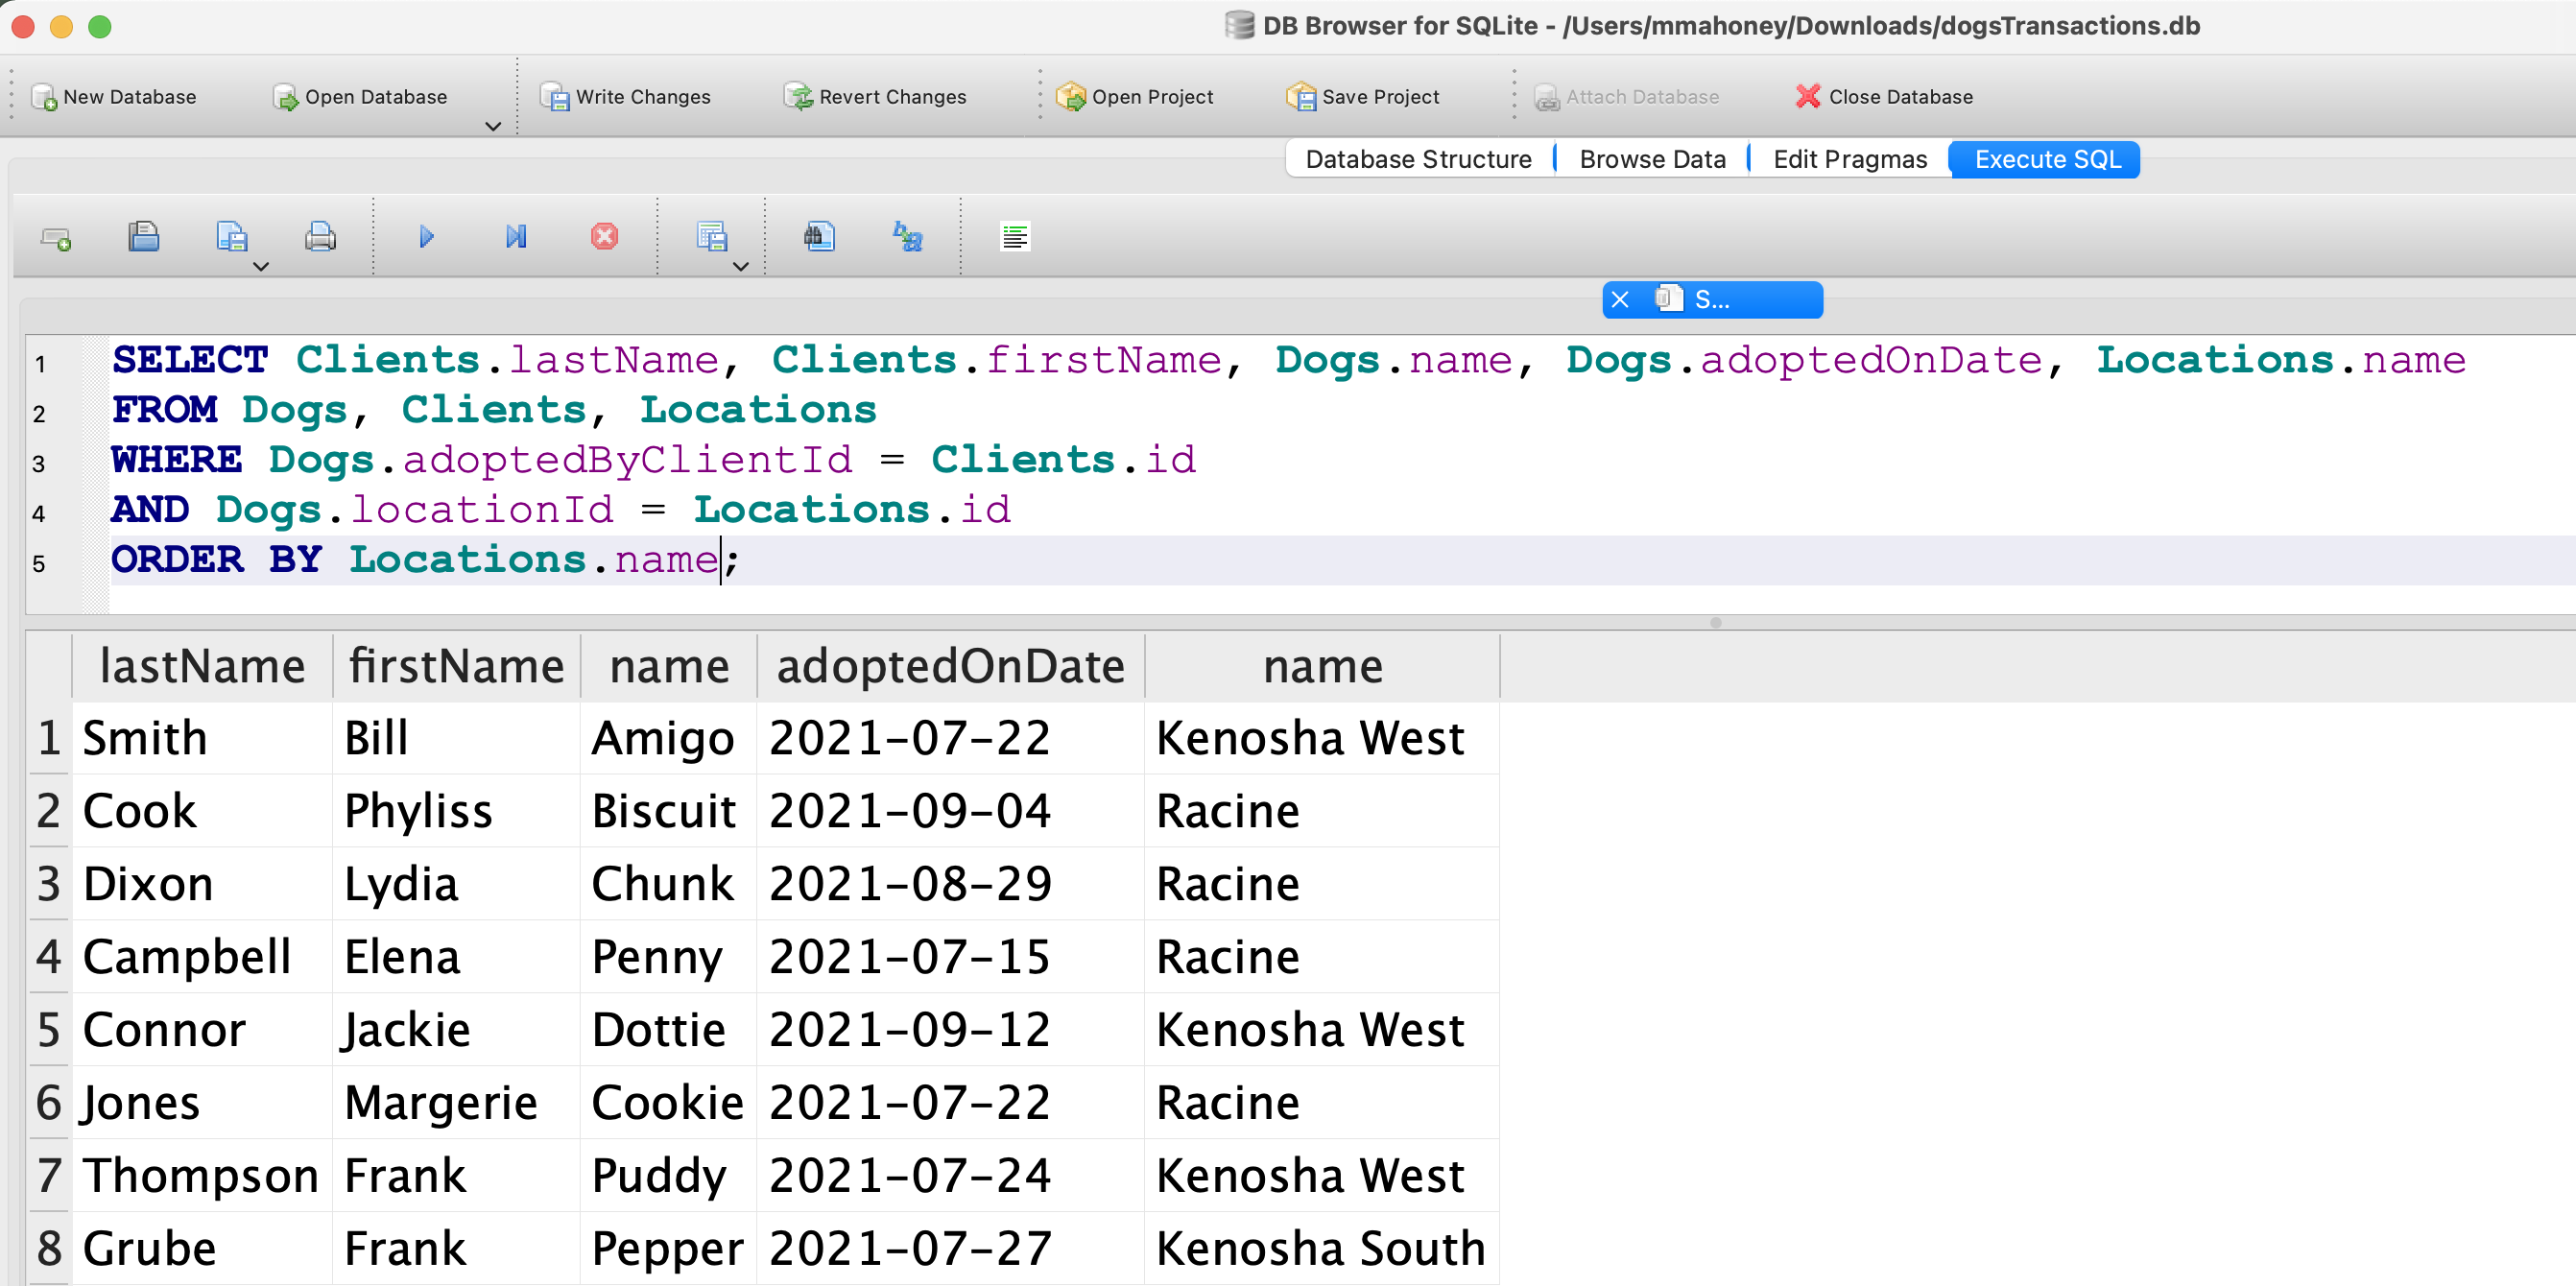 DB Browser for SQLite - /Users/mmahoney/Downloads/dogsTransactions.db
New Database Open Database Write Changes Revert Changes Open Project Save Project Attach Database Close Database
Database Structure Browse Data Edit Pragmas Execute SQL
S...
1 SELECT Clients.lastName, Clients.firstName, Dogs.name, Dogs.adoptedOnDate, Locations.name
2 FROM Dogs, Clients, Locations
3 WHERE Dogs.adoptedByClientId = Clients.id
4 AND Dogs.locationId = Locations.id
5 ORDER BY Locations.name;
lastName firstName name adoptedOnDate name
1 Smith Bill Amigo 2021-07-22 Kenosha West
2 Cook Phyliss Biscuit 2021-09-04 Racine
3 Dixon Lydia Chunk 2021-08-29 Racine
4 Campbell Elena Penny 2021-07-15 Racine
5 Connor Jackie Dottie 2021-09-12 Kenosha West
6 Jones Margerie Cookie 2021-07-22 Racine
7 Thompson Frank Puddy 2021-07-24 Kenosha West
8 Grube Frank Pepper 2021-07-27 Kenosha South